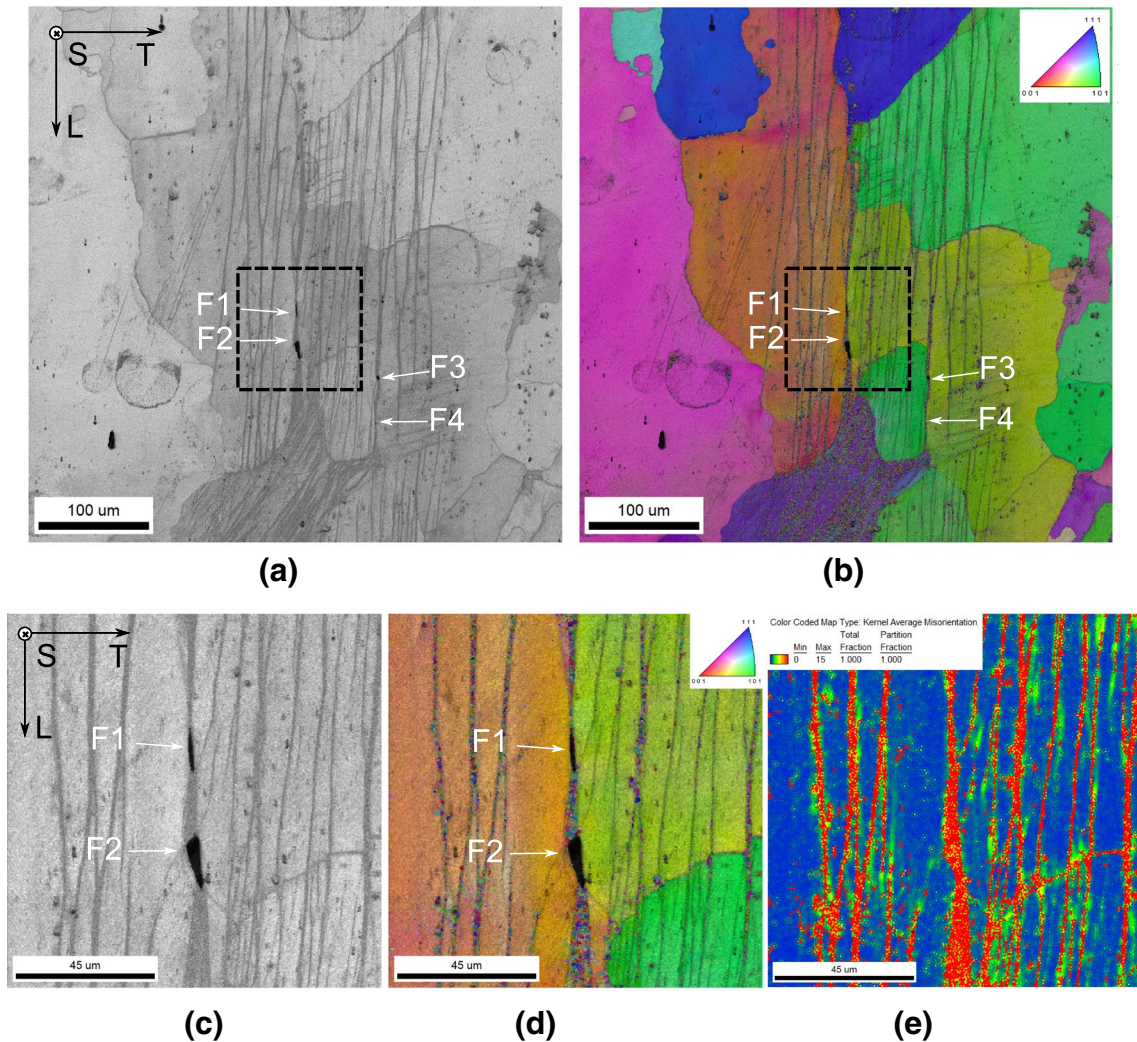 S T
L
F1
F2
F3
F4
100 um
(a)
111
001 101
F1
F2
F3
F4
100 um
(b)
S T
L
F1
F2
45 um
(c)
111
001 101
F1
F2
45 um
(d)
Color Coded Map Type: Kernel Average Misorientation
Total Partition
Min Max Fraction Fraction
0 15 1.000 1.000
45 um
(e)